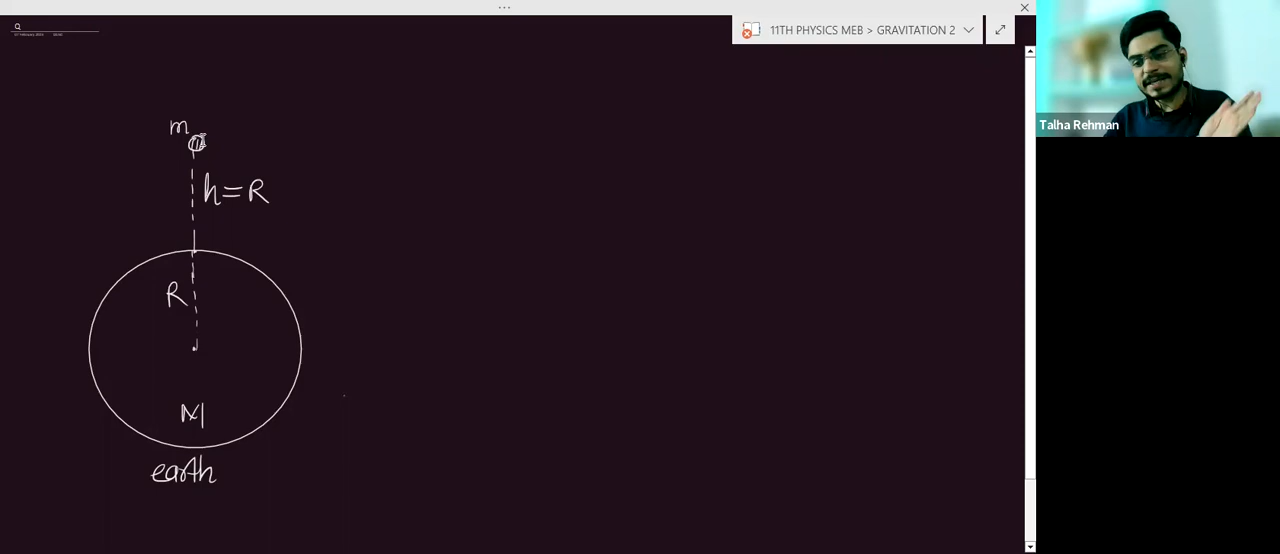 11TH PHYSICS MEB > GRAVITATION 2
Talha Rehman
m
h=R
R
M
earth